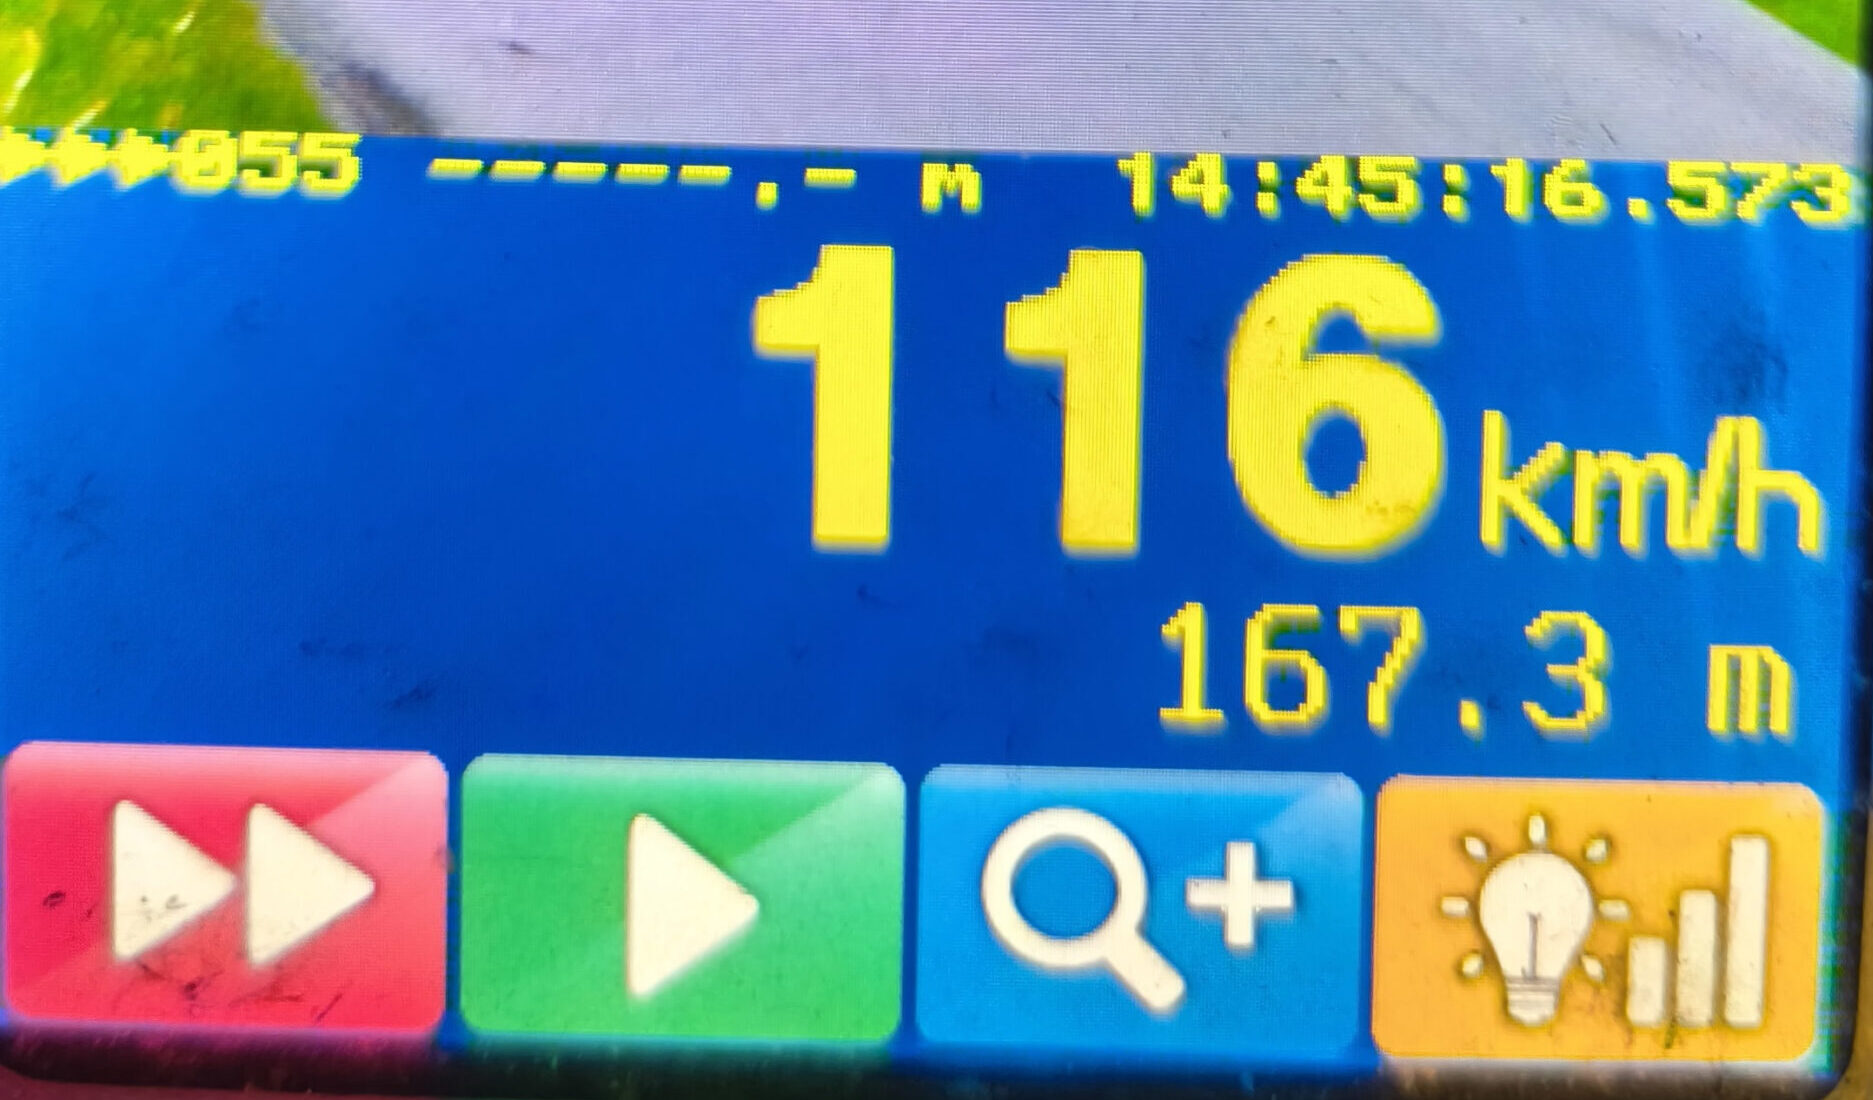 055 -----.- m 14:45:16.573
116 km/h
167.3 m